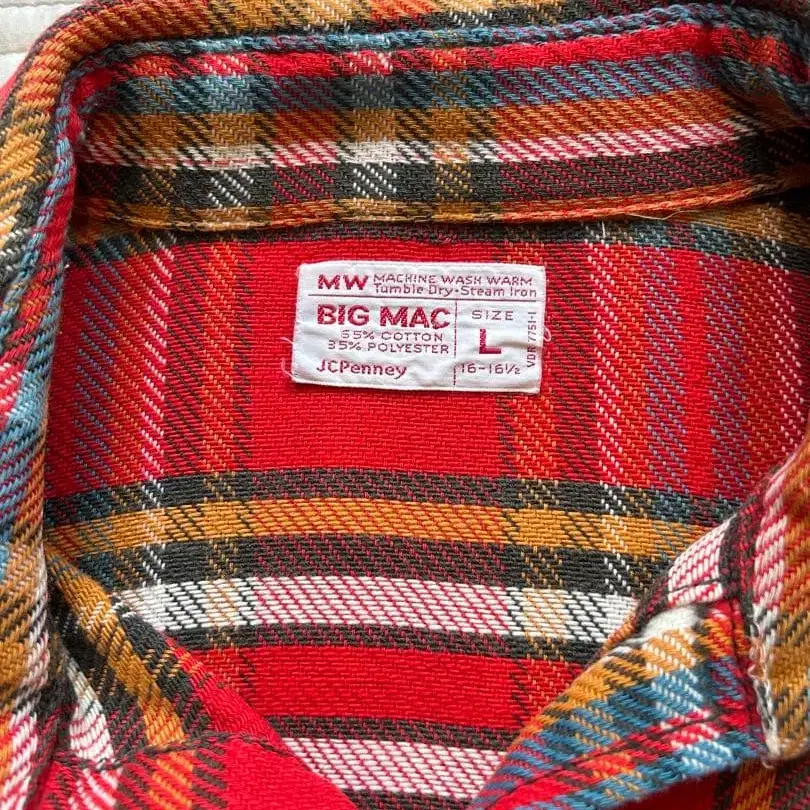 MW MACHINE WASH WARM
Tumble Dry-Steam Iron
BIG MAC
65% COTTON
35% POLYESTER
JCPenney
SIZE
L
16-16½